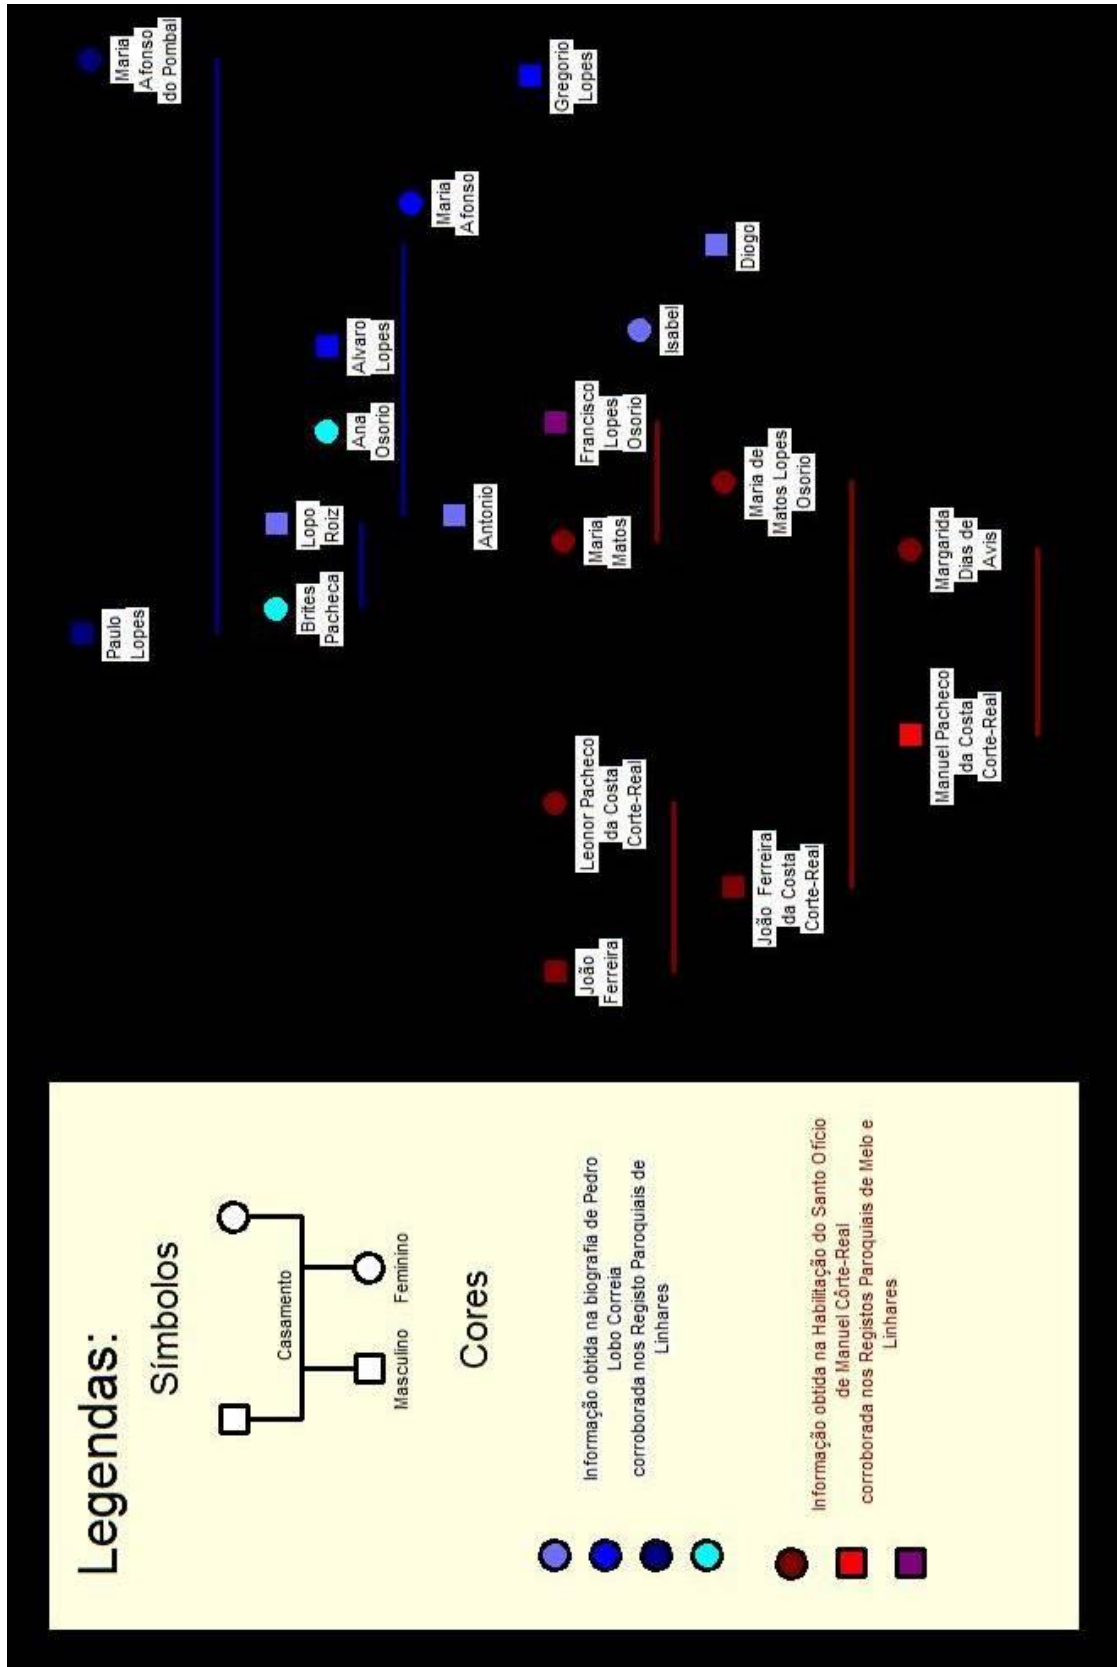 Legendas:
Símbolos
Casamento
Masculino
Feminino
Cores
Informação obtida na biografia de Pedro
Lobo Correia
corroborada nos Registo Paroquiais de
Linhares
Informação obtida na Habilitação do Santo Ofício
de Manuel Côrte-Real
corroborada nos Registos Paroquiais de Melo e
Linhares
Paulo
Lopes
Maria
Afonso
do Pombal
Brites
Pacheca
Lopo
Roiz
Ana
Osorio
Alvaro
Lopes
Maria
Afonso
Gregorio
Lopes
Antonio
João
Ferreira
Leonor Pacheco
da Costa
Corte-Real
Maria
Matos
Francisco
Lopes
Osorio
Isabel
Diogo
João Ferreira
da Costa
Corte-Real
Maria de
Matos Lopes
Osorio
Manuel Pacheco
da Costa
Corte-Real
Margarida
Dias de
Avis